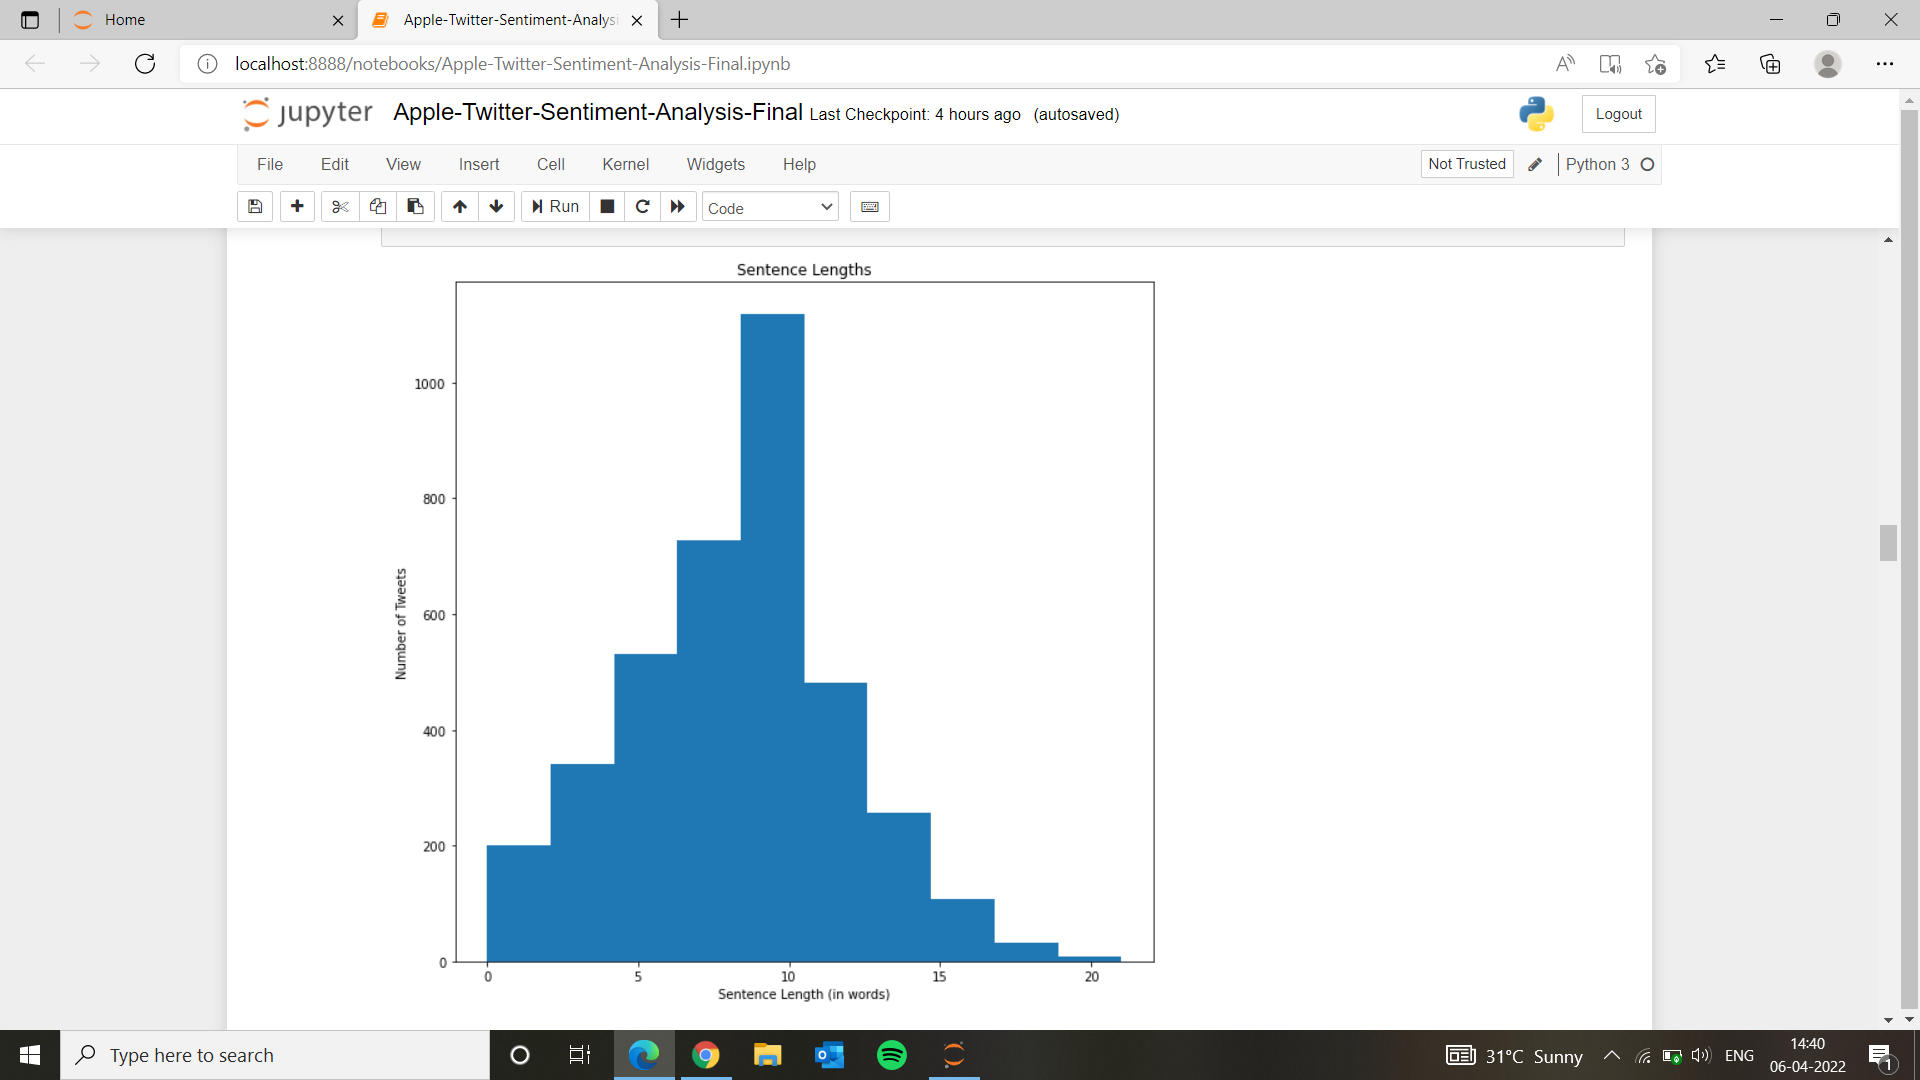 Home
Apple-Twitter-Sentiment-Analysi
localhost:8888/notebooks/Apple-Twitter-Sentiment-Analysis-Final.ipynb
jupyter Apple-Twitter-Sentiment-Analysis-Final Last Checkpoint: 4 hours ago (autosaved)
Logout
File Edit View Insert Cell Kernel Widgets Help
Not Trusted
Python 3
Run
Code
Sentence Lengths
1000
800
600
400
200
0
Number of Tweets
0 5 10 15 20
Sentence Length (in words)
Type here to search
31°C Sunny
ENG
14:40
06-04-2022
1